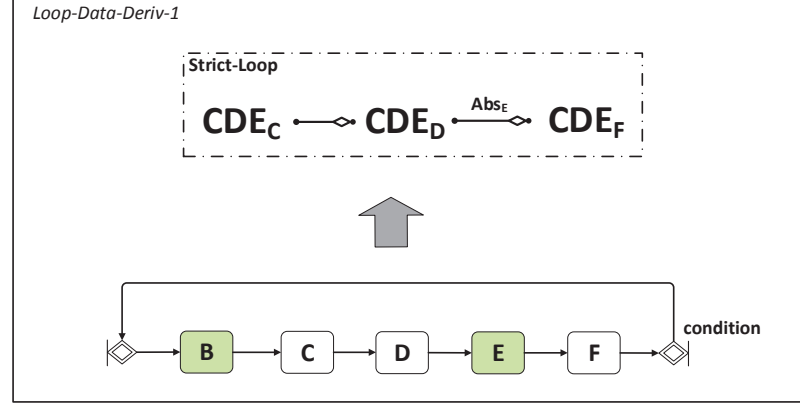 Loop-Data-Deriv-1
Strict-Loop
CDE_C CDE_D Abs_E CDE_F
condition
B C D E F